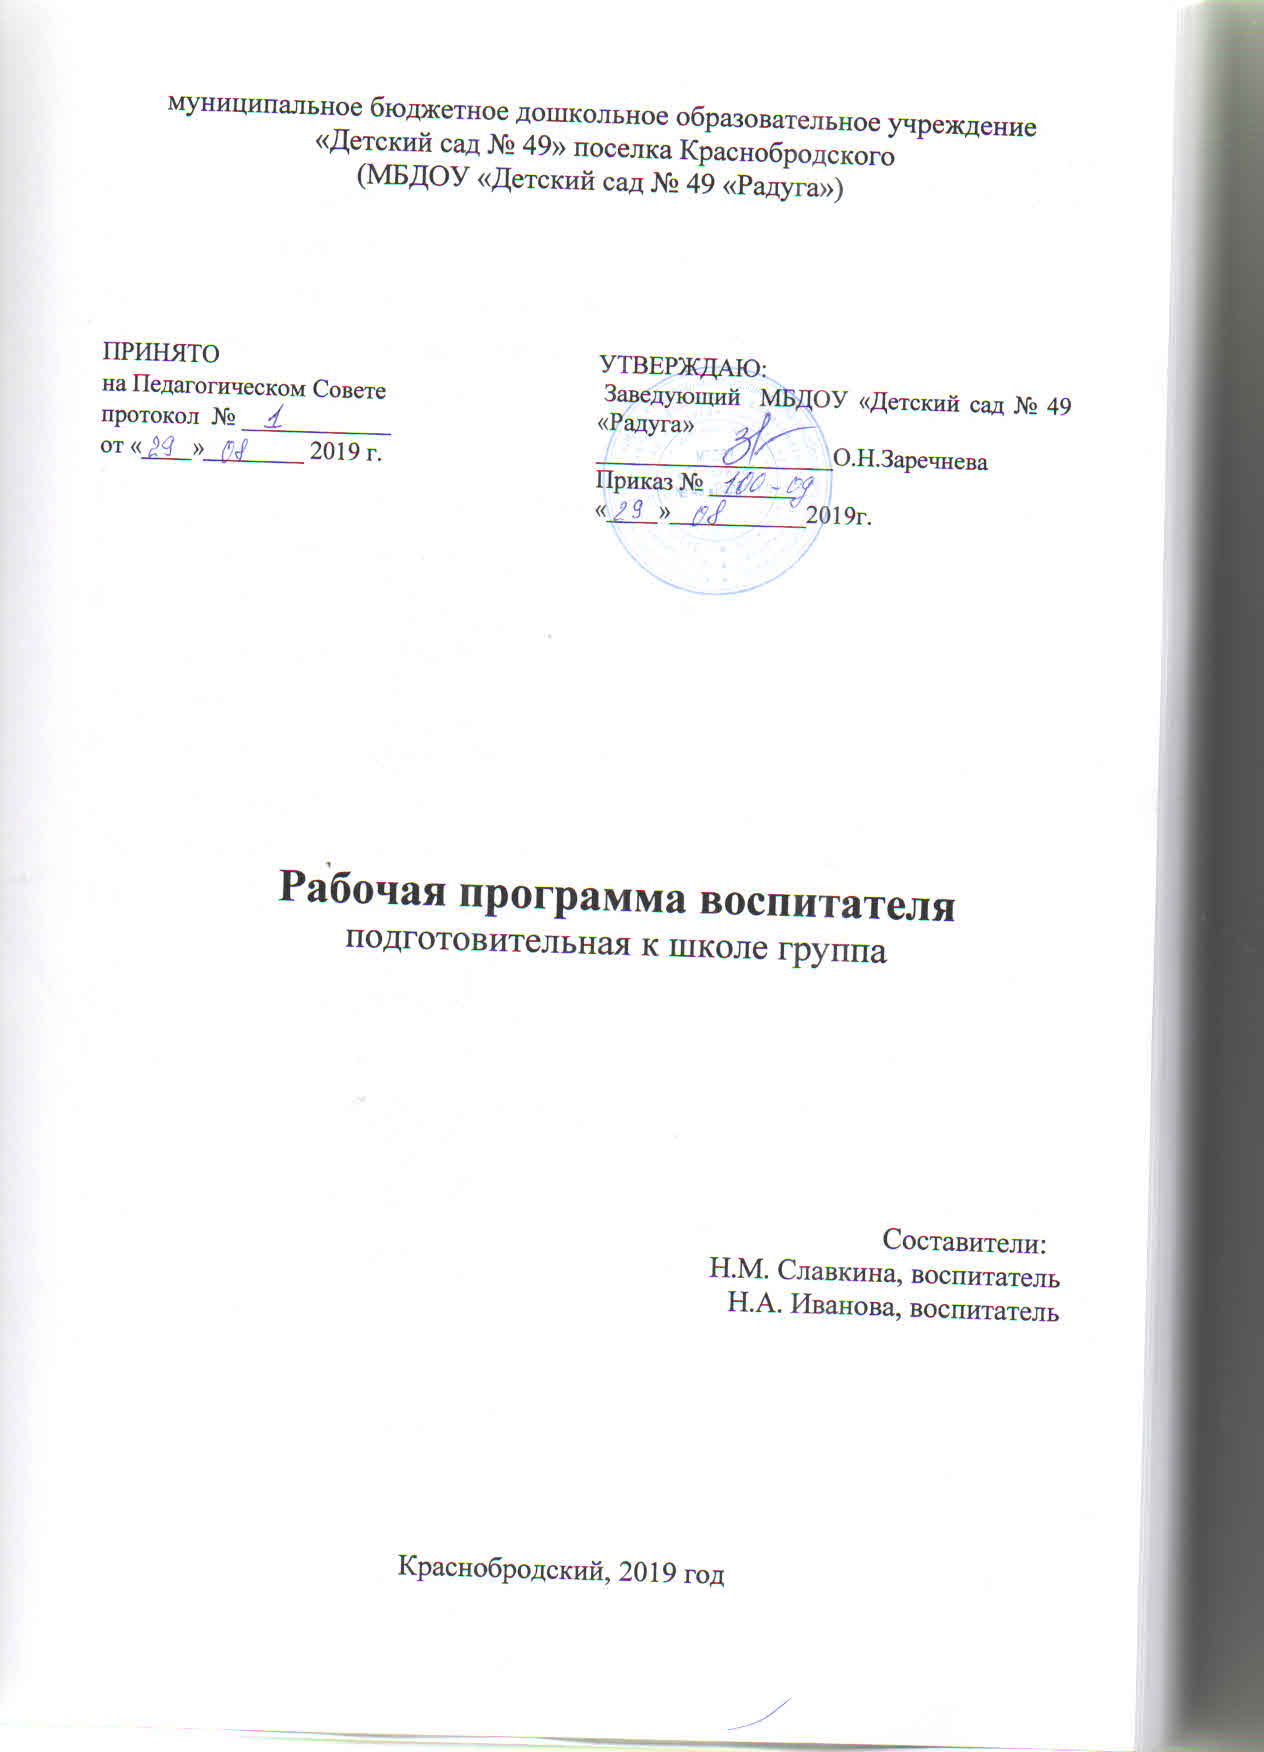 муниципальное бюджетное дошкольное образовательное учреждение
«Детский сад № 49» поселка Краснобродского
(МБДОУ «Детский сад № 49 «Радуга»)
ПРИНЯТО
на Педагогическом Совете
протокол № 1
от «29» 08 2019 г.
УТВЕРЖДАЮ:
Заведующий МБДОУ «Детский сад № 49
«Радуга»
О.Н.Заречнева
Приказ № 100-од
«29» 08 2019г.
Рабочая программа воспитателя
подготовительная к школе группа
Составители:
Н.М. Славкина, воспитатель
Н.А. Иванова, воспитатель
Краснобродский, 2019 год